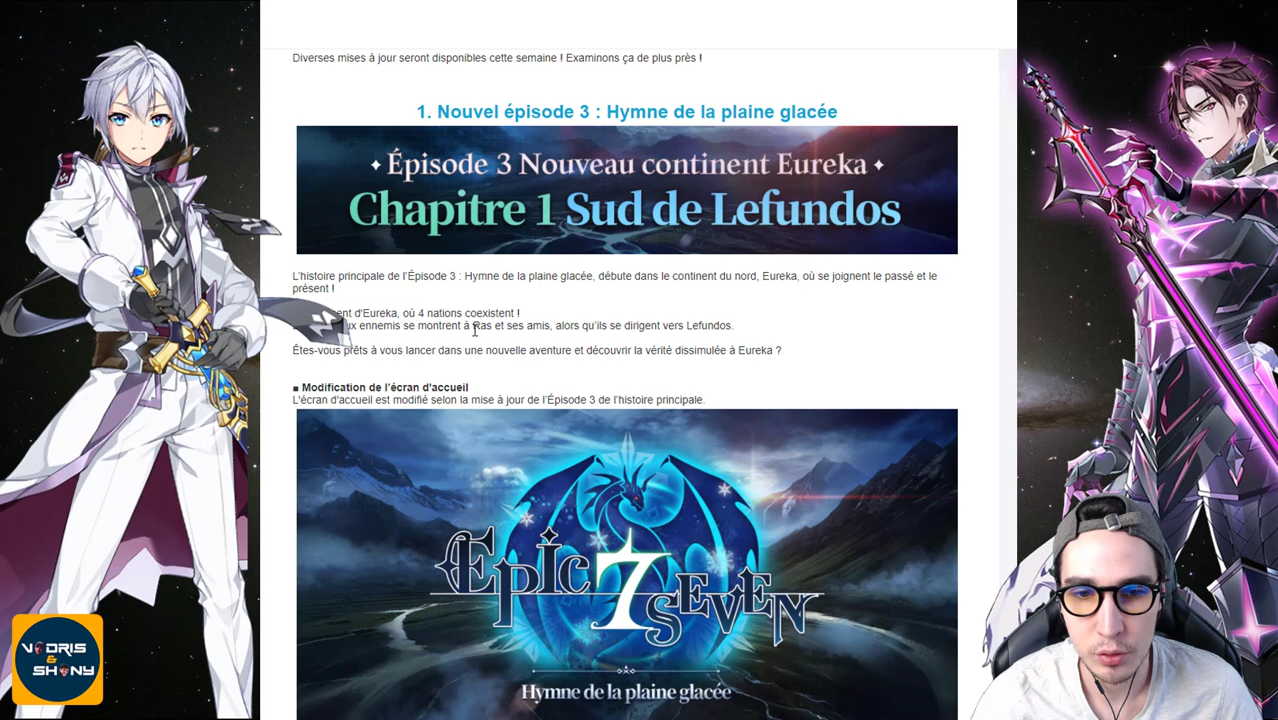 Diverses mises à jour seront disponibles cette semaine ! Examinons ça de plus près !
1. Nouvel épisode 3 : Hymne de la plaine glacée
Épisode 3 Nouveau continent Eureka
Chapitre 1 Sud de Lefundos
L'histoire principale de l'Épisode 3 : Hymne de la plaine glacée, débute dans le continent du nord, Eureka, où se joignent le passé et le
présent !
d'Eureka, où 4 nations coexistent !
ennemis se montrent à Ras et ses amis, alors qu'ils se dirigent vers Lefundos.
Êtes-vous prêts à vous lancer dans une nouvelle aventure et découvrir la vérité dissimulée à Eureka ?
■ Modification de l'écran d'accueil
L'écran d'accueil est modifié selon la mise à jour de l'Épisode 3 de l'histoire principale.
EPIC 7 SEVEN
Hymne de la plaine glacée
VODRIS
&
SHONY